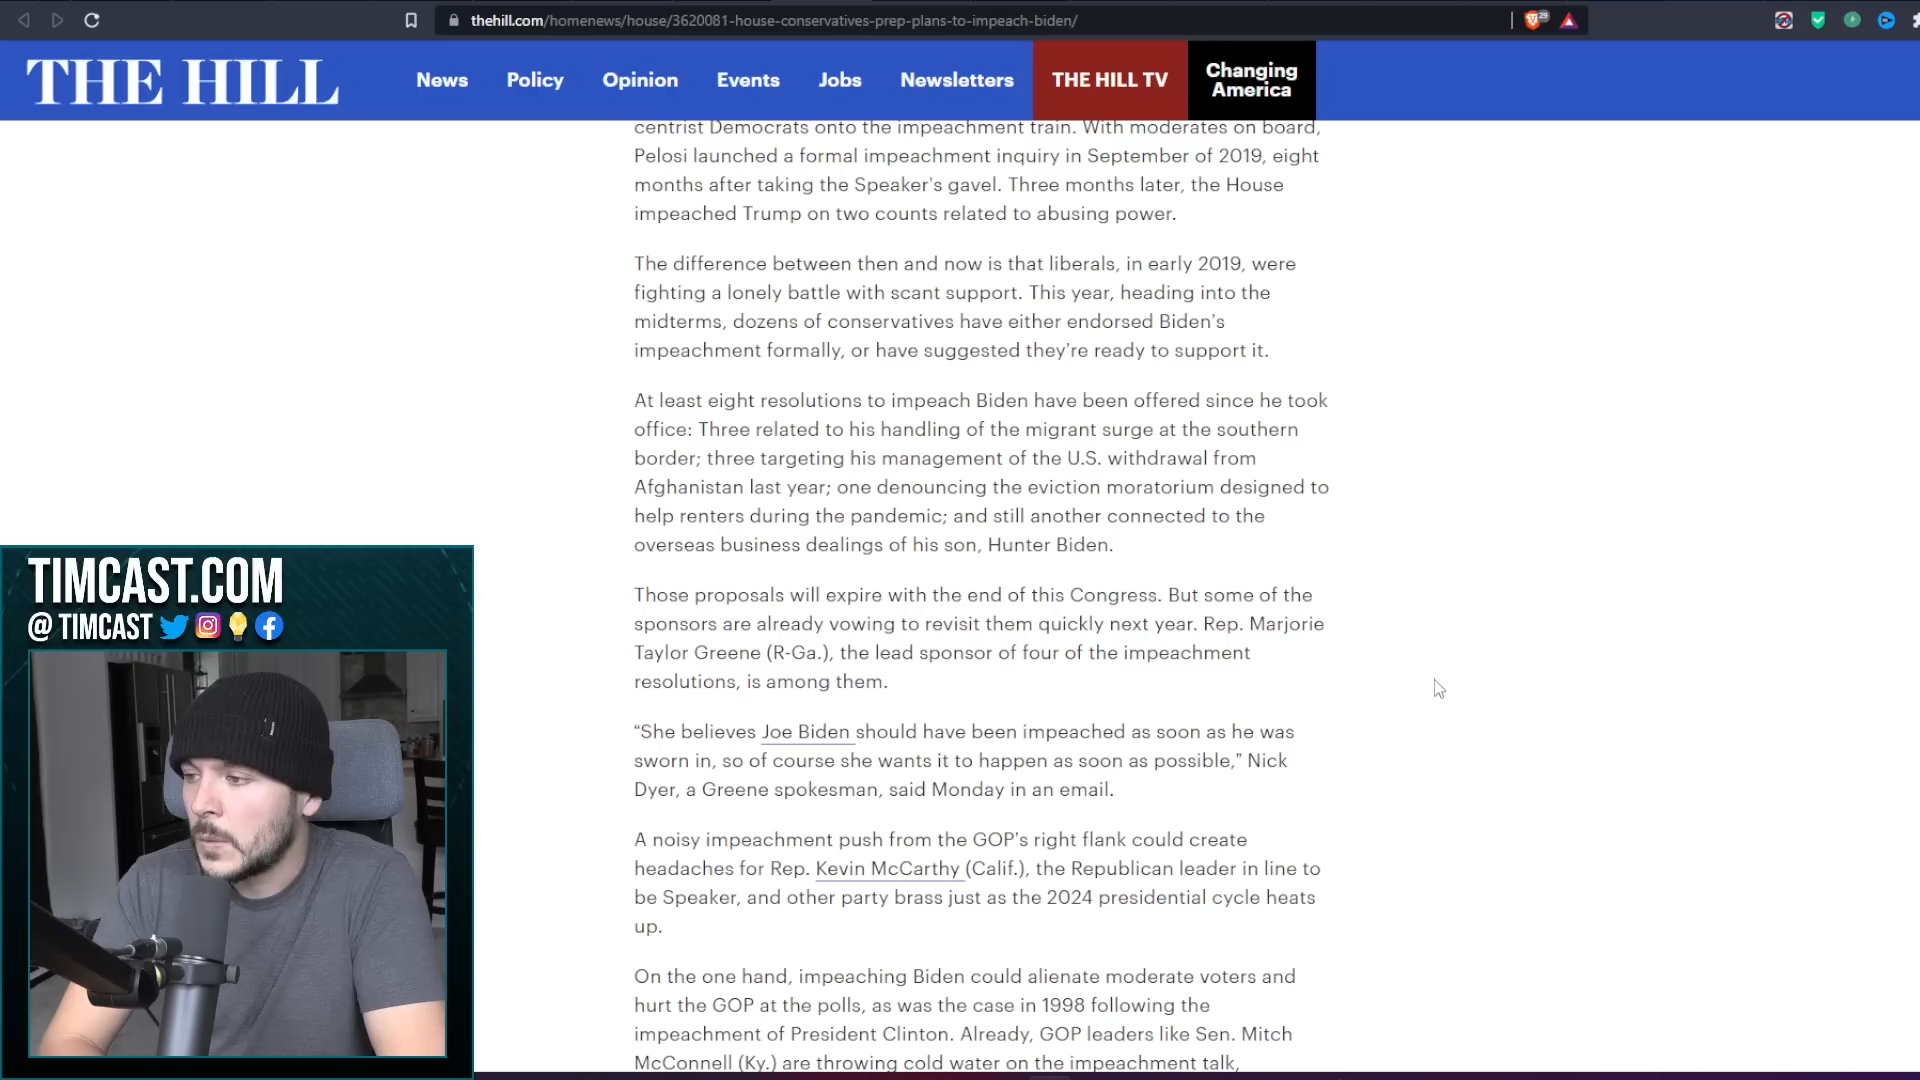 thehill.com/homenews/house/3620081-house-conservatives-prep-plans-to-impeach-biden/
THE HILL
News
Policy
Opinion
Events
Jobs
Newsletters
THE HILL TV
Changing
America
centrist Democrats onto the impeachment train. With moderates on board,
Pelosi launched a formal impeachment inquiry in September of 2019, eight
months after taking the Speaker's gavel. Three months later, the House
impeached Trump on two counts related to abusing power.
The difference between then and now is that liberals, in early 2019, were
fighting a lonely battle with scant support. This year, heading into the
midterms, dozens of conservatives have either endorsed Biden's
impeachment formally, or have suggested they're ready to support it.
At least eight resolutions to impeach Biden have been offered since he took
office: Three related to his handling of the migrant surge at the southern
border; three targeting his management of the U.S. withdrawal from
Afghanistan last year; one denouncing the eviction moratorium designed to
help renters during the pandemic; and still another connected to the
overseas business dealings of his son, Hunter Biden.
Those proposals will expire with the end of this Congress. But some of the
sponsors are already vowing to revisit them quickly next year. Rep. Marjorie
Taylor Greene (R-Ga.), the lead sponsor of four of the impeachment
resolutions, is among them.
“She believes Joe Biden should have been impeached as soon as he was
sworn in, so of course she wants it to happen as soon as possible,” Nick
Dyer, a Greene spokesman, said Monday in an email.
A noisy impeachment push from the GOP's right flank could create
headaches for Rep. Kevin McCarthy (Calif.), the Republican leader in line to
be Speaker, and other party brass just as the 2024 presidential cycle heats
up.
On the one hand, impeaching Biden could alienate moderate voters and
hurt the GOP at the polls, as was the case in 1998 following the
impeachment of President Clinton. Already, GOP leaders like Sen. Mitch
McConnell (Ky.) are throwing cold water on the impeachment talk,
TIMCAST.COM
@ TIMCAST